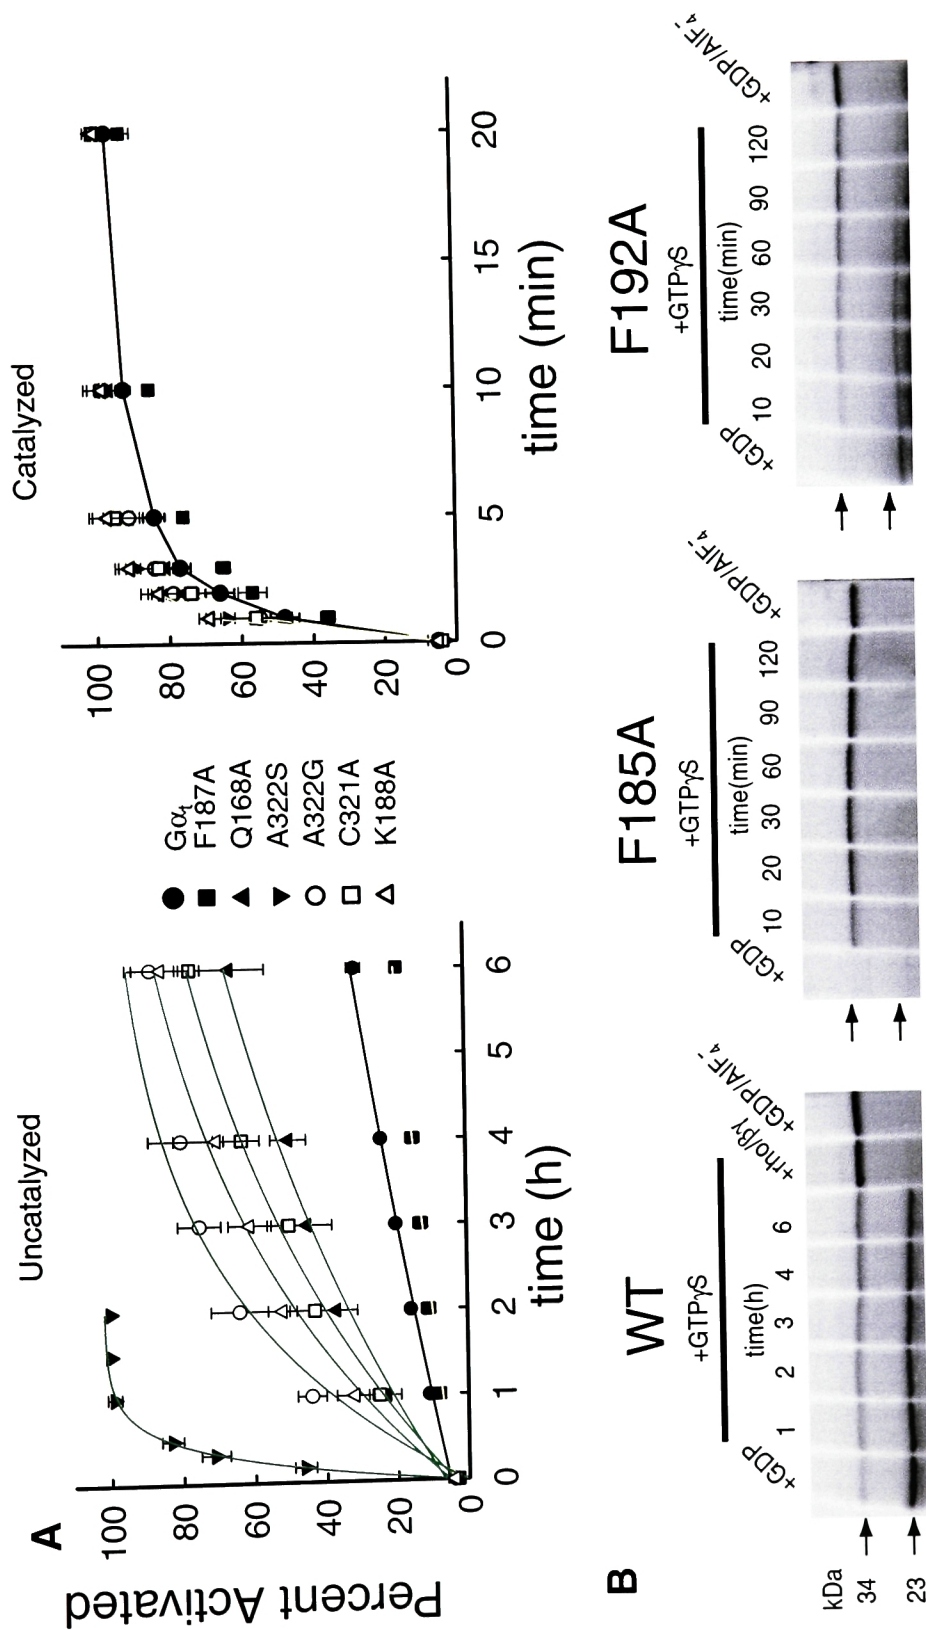 A
Uncatalyzed
Catalyzed
Percent Activated
100
80
60
40
20
0
0 1 2 3 4 5 6
time (h)
Gαt
F187A
Q168A
A322S
A322G
C321A
K188A
100
80
60
40
20
0
0 5 10 15 20
time (min)
B
WT
+GTPγS
time(h)
kDa
34
23
+GDP 1 2 3 4 6 +rho/βγ +GDP/AlF4-
F185A
+GTPγS
time(min)
+GDP 10 20 30 60 90 120 +GDP/AlF4-
F192A
+GTPγS
time(min)
+GDP 10 20 30 60 90 120 +GDP/AlF4-